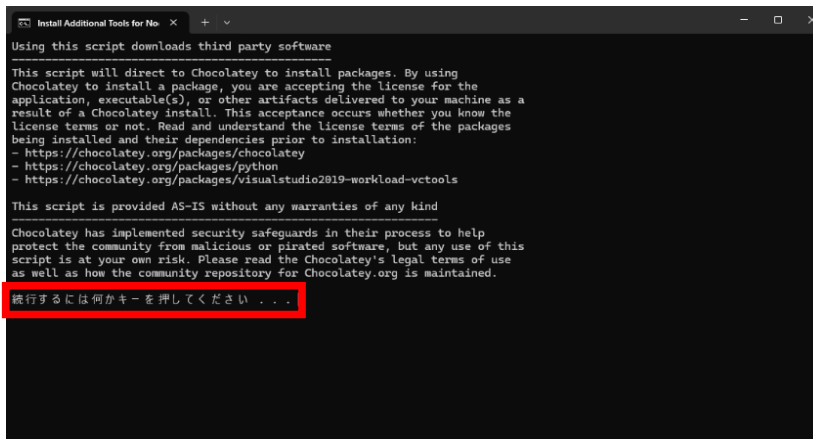 Install Additional Tools for No
Using this script downloads third party software
This script will direct to Chocolatey to install packages. By using
Chocolatey to install a package, you are accepting the license for the
application, executable(s), or other artifacts delivered to your machine as a
result of a Chocolatey install. This acceptance occurs whether you know the
license terms or not. Read and understand the license terms of the packages
being installed and their dependencies prior to installation:
- https://chocolatey.org/packages/chocolatey
- https://chocolatey.org/packages/python
- https://chocolatey.org/packages/visualstudio2019-workload-vctools
This script is provided AS-IS without any warranties of any kind
Chocolatey has implemented security safeguards in their process to help
protect the community from malicious or pirated software, but any use of this
script is at your own risk. Please read the Chocolatey's legal terms of use
as well as how the community repository for Chocolatey.org is maintained.
続行するには何かキーを押してください . . .